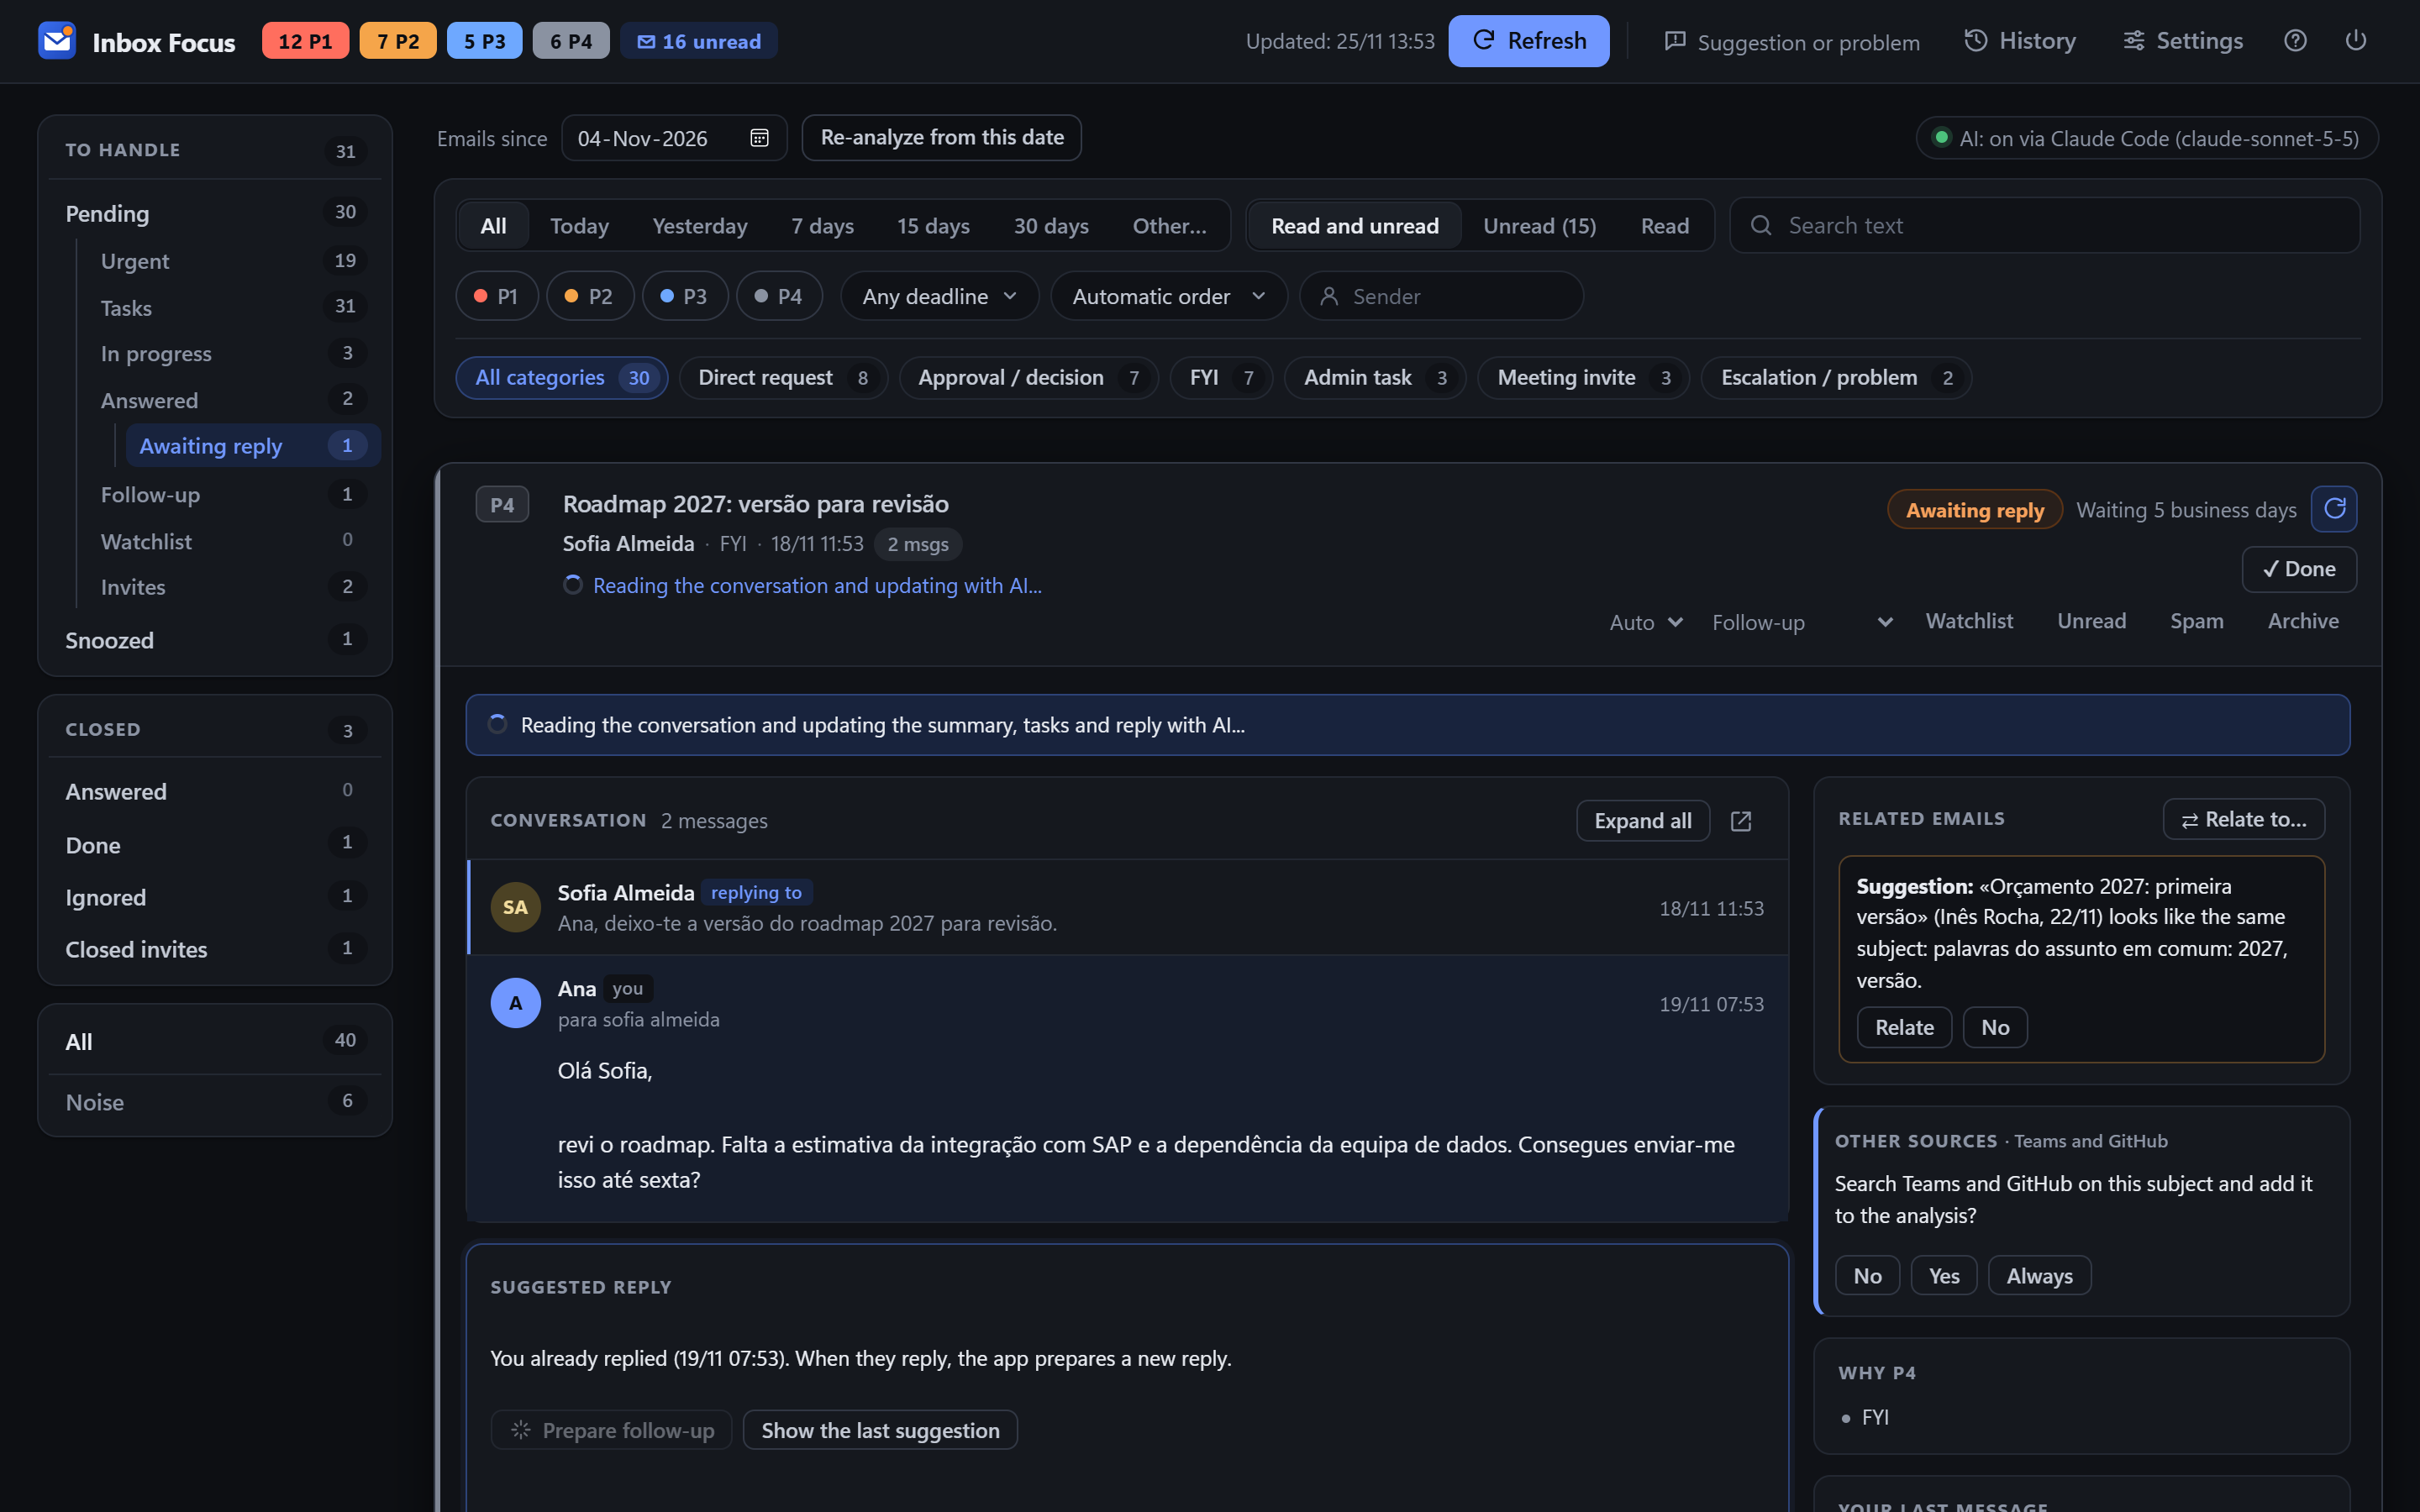 Inbox Focus
12 P1
7 P2
5 P3
6 P4
16 unread
Updated: 25/11 13:53
Refresh
Suggestion or problem
History
Settings
TO HANDLE 31
Pending 30
Urgent 19
Tasks 31
In progress 3
Answered 2
Awaiting reply 1
Follow-up 1
Watchlist 0
Invites 2
Snoozed 1
CLOSED 3
Answered 0
Done 1
Ignored 1
Closed invites 1
All 40
Noise 6
Emails since
04-Nov-2026
Re-analyze from this date
AI: on via Claude Code (claude-sonnet-5-5)
All
Today
Yesterday
7 days
15 days
30 days
Other...
Read and unread
Unread (15)
Read
Search text
P1
P2
P3
P4
Any deadline
Automatic order
Sender
All categories 30
Direct request 8
Approval / decision 7
FYI 7
Admin task 3
Meeting invite 3
Escalation / problem 2
P4
Roadmap 2027: versão para revisão
Sofia Almeida · FYI · 18/11 11:53 2 msgs
Reading the conversation and updating with AI...
Awaiting reply
Waiting 5 business days
✓ Done
Auto
Follow-up
Watchlist
Unread
Spam
Archive
Reading the conversation and updating the summary, tasks and reply with AI...
CONVERSATION 2 messages
Expand all
SA
Sofia Almeida replying to
18/11 11:53
Ana, deixo-te a versão do roadmap 2027 para revisão.
A
Ana you
19/11 07:53
para sofia almeida
Olá Sofia,
revi o roadmap. Falta a estimativa da integração com SAP e a dependência da equipa de dados. Consegues enviar-me
isso até sexta?
SUGGESTED REPLY
You already replied (19/11 07:53). When they reply, the app prepares a new reply.
Prepare follow-up
Show the last suggestion
RELATED EMAILS
⇄ Relate to...
Suggestion: «Orçamento 2027: primeira
versão» (Inês Rocha, 22/11) looks like the same
subject: palavras do assunto em comum: 2027,
versão.
Relate
No
OTHER SOURCES · Teams and GitHub
Search Teams and GitHub on this subject and add it
to the analysis?
No
Yes
Always
WHY P4
FYI
YOUR LAST MESSAGE